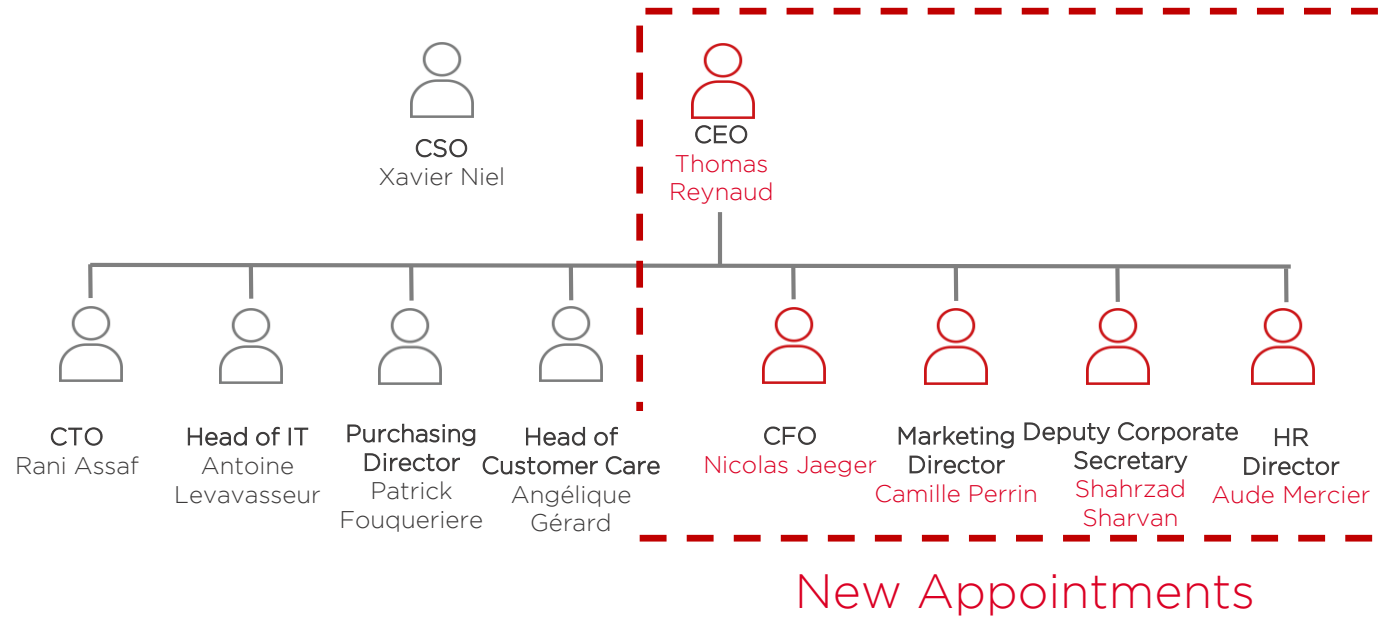 CSO
Xavier Niel
CEO
Thomas
Reynaud
CTO
Rani Assaf
Head of IT
Antoine
Levavasseur
Purchasing
Director
Patrick
Fouqueriere
Head of
Customer Care
Angélique
Gérard
CFO
Nicolas Jaeger
Marketing
Director
Camille Perrin
Deputy Corporate
Secretary
Shahrzad
Sharvan
HR
Director
Aude Mercier
New Appointments